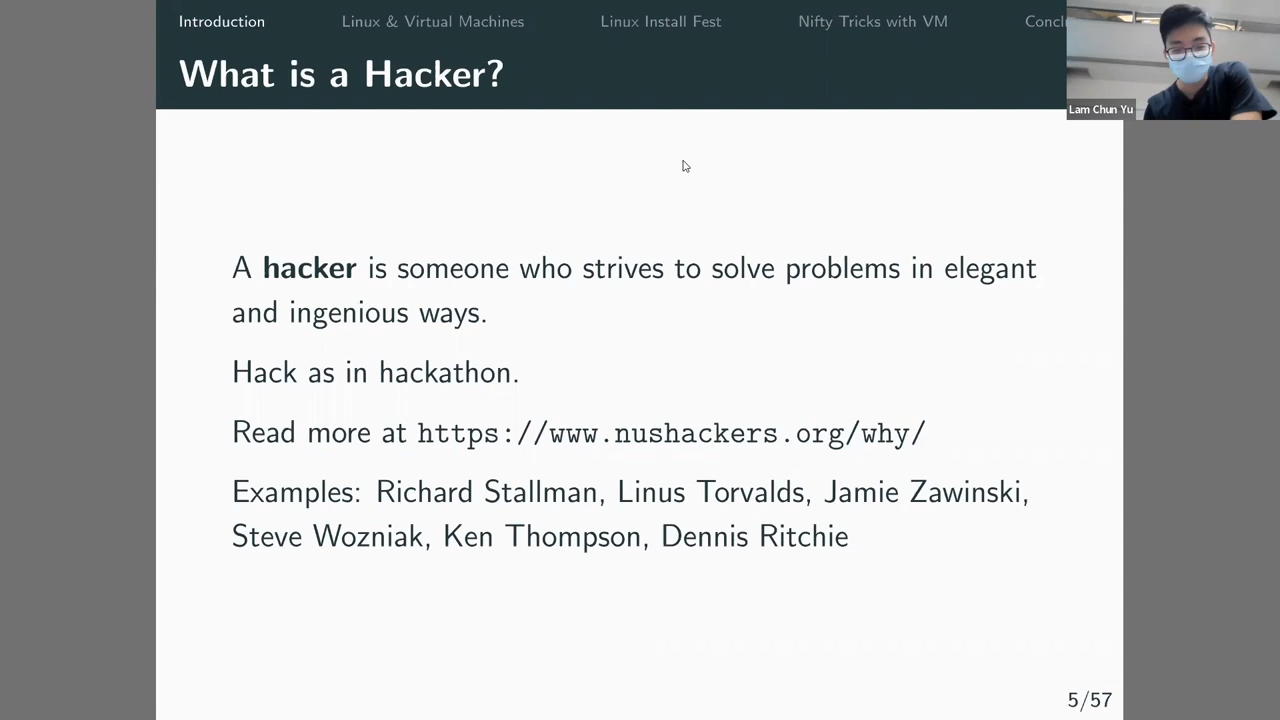 Introduction
Linux & Virtual Machines
Linux Install Fest
Nifty Tricks with VM
What is a Hacker?
Lam Chun Yu
A hacker is someone who strives to solve problems in elegant
and ingenious ways.
Hack as in hackathon.
Read more at https://www.nushackers.org/why/
Examples: Richard Stallman, Linus Torvalds, Jamie Zawinski,
Steve Wozniak, Ken Thompson, Dennis Ritchie
5/57